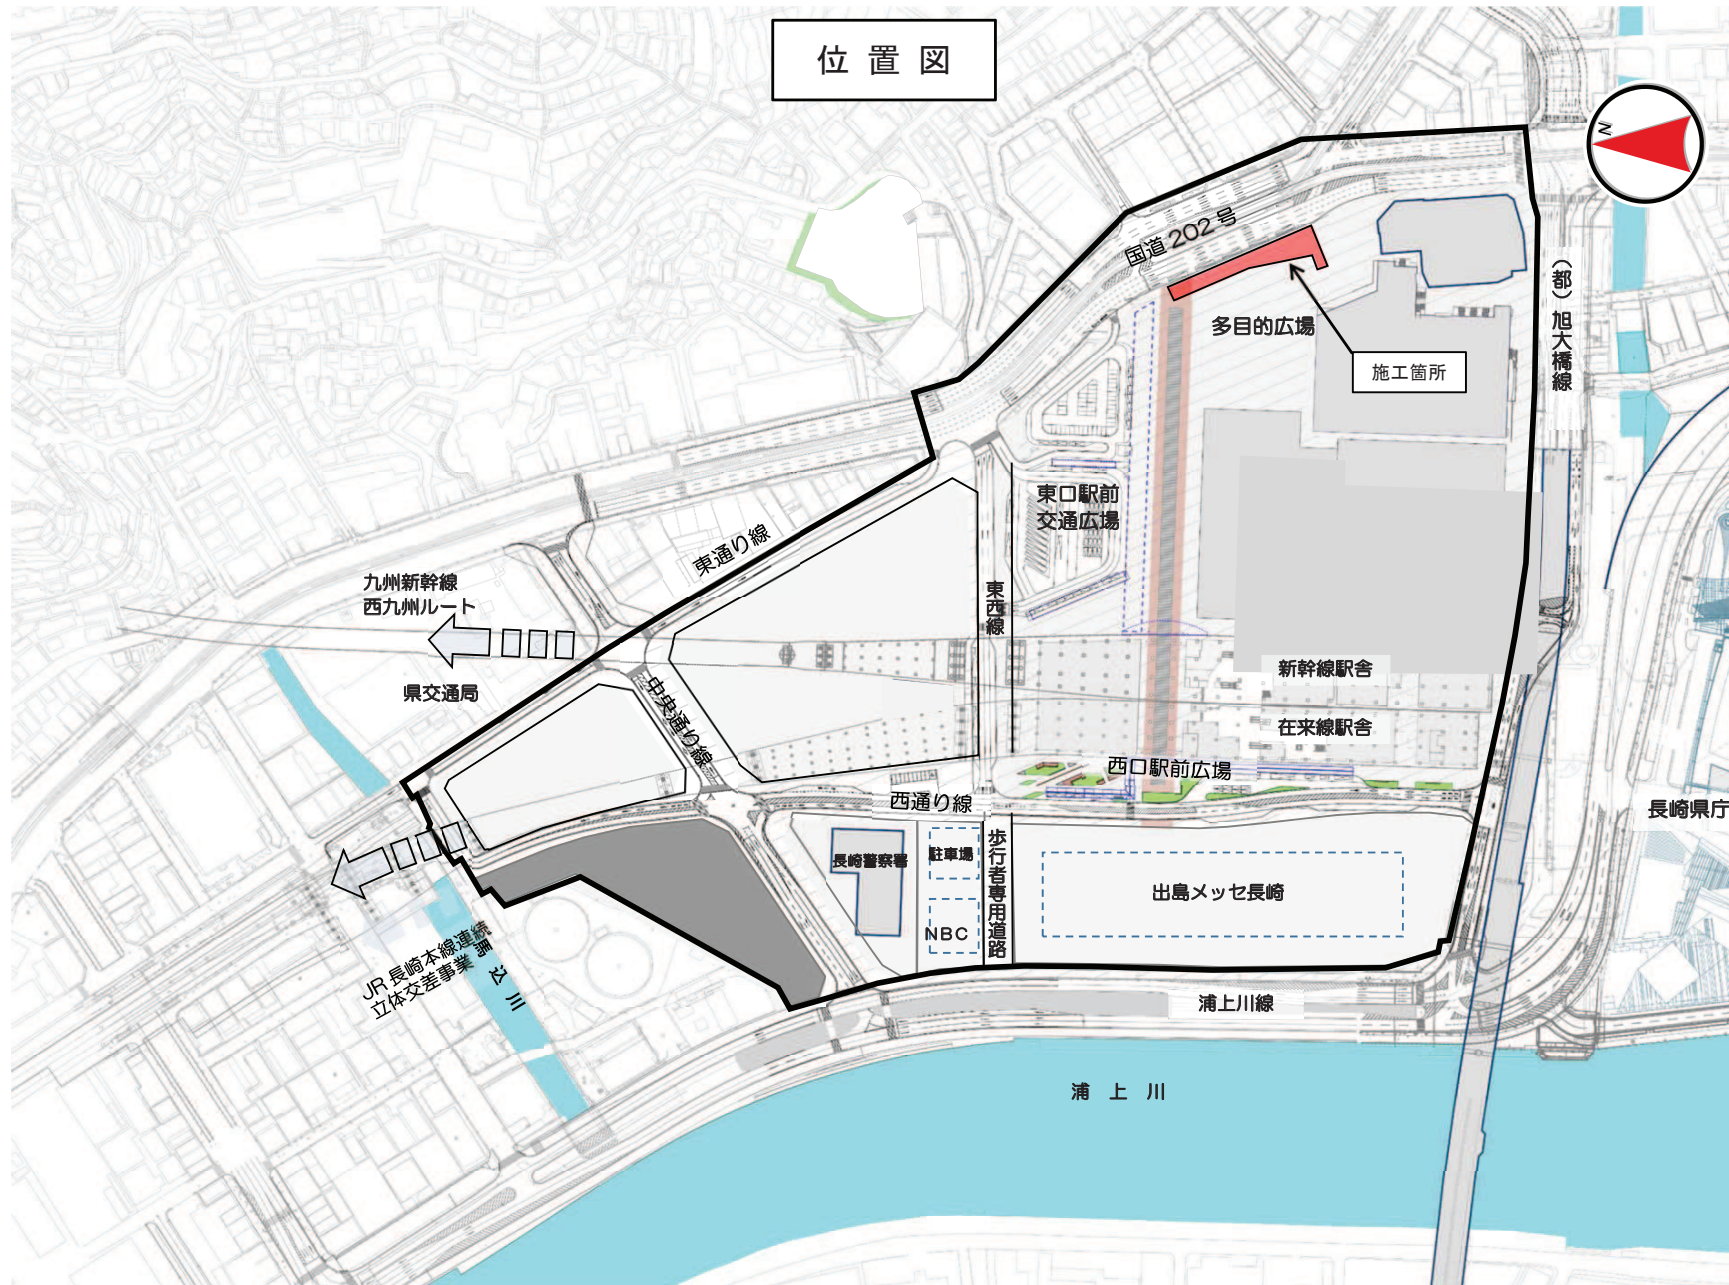 位置図
N
国道202号
(都)旭大橋線
多目的広場
施工箇所
東口駅前
交通広場
東通り線
九州新幹線
西九州ルート
東西線
県交通局
中央通り線
新幹線駅舎
在来線駅舎
西口駅前広場
西通り線
長崎県庁
長崎警察署
駐車場
歩行者専用道路
出島メッセ長崎
NBC
JR長崎本線連続
立体交差事業
馬込川
浦上川線
浦上川